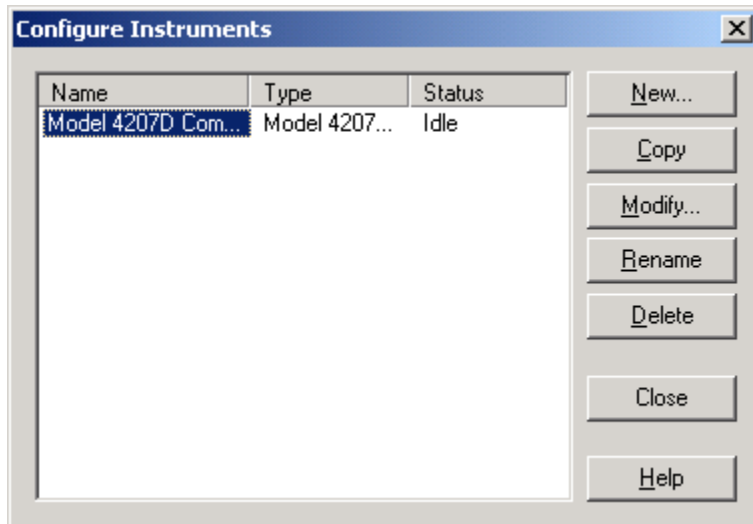 Configure Instruments
Name Type Status
Model 4207D Com... Model 4207... Idle
New...
Copy
Modify...
Rename
Delete
Close
Help